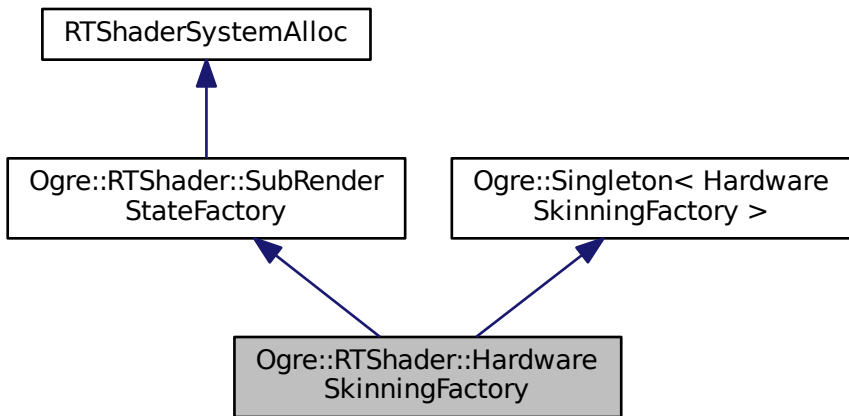 RTShaderSystemAlloc
Ogre::RTShader::SubRender
StateFactory
Ogre::Singleton< Hardware
SkinningFactory >
Ogre::RTShader::Hardware
SkinningFactory